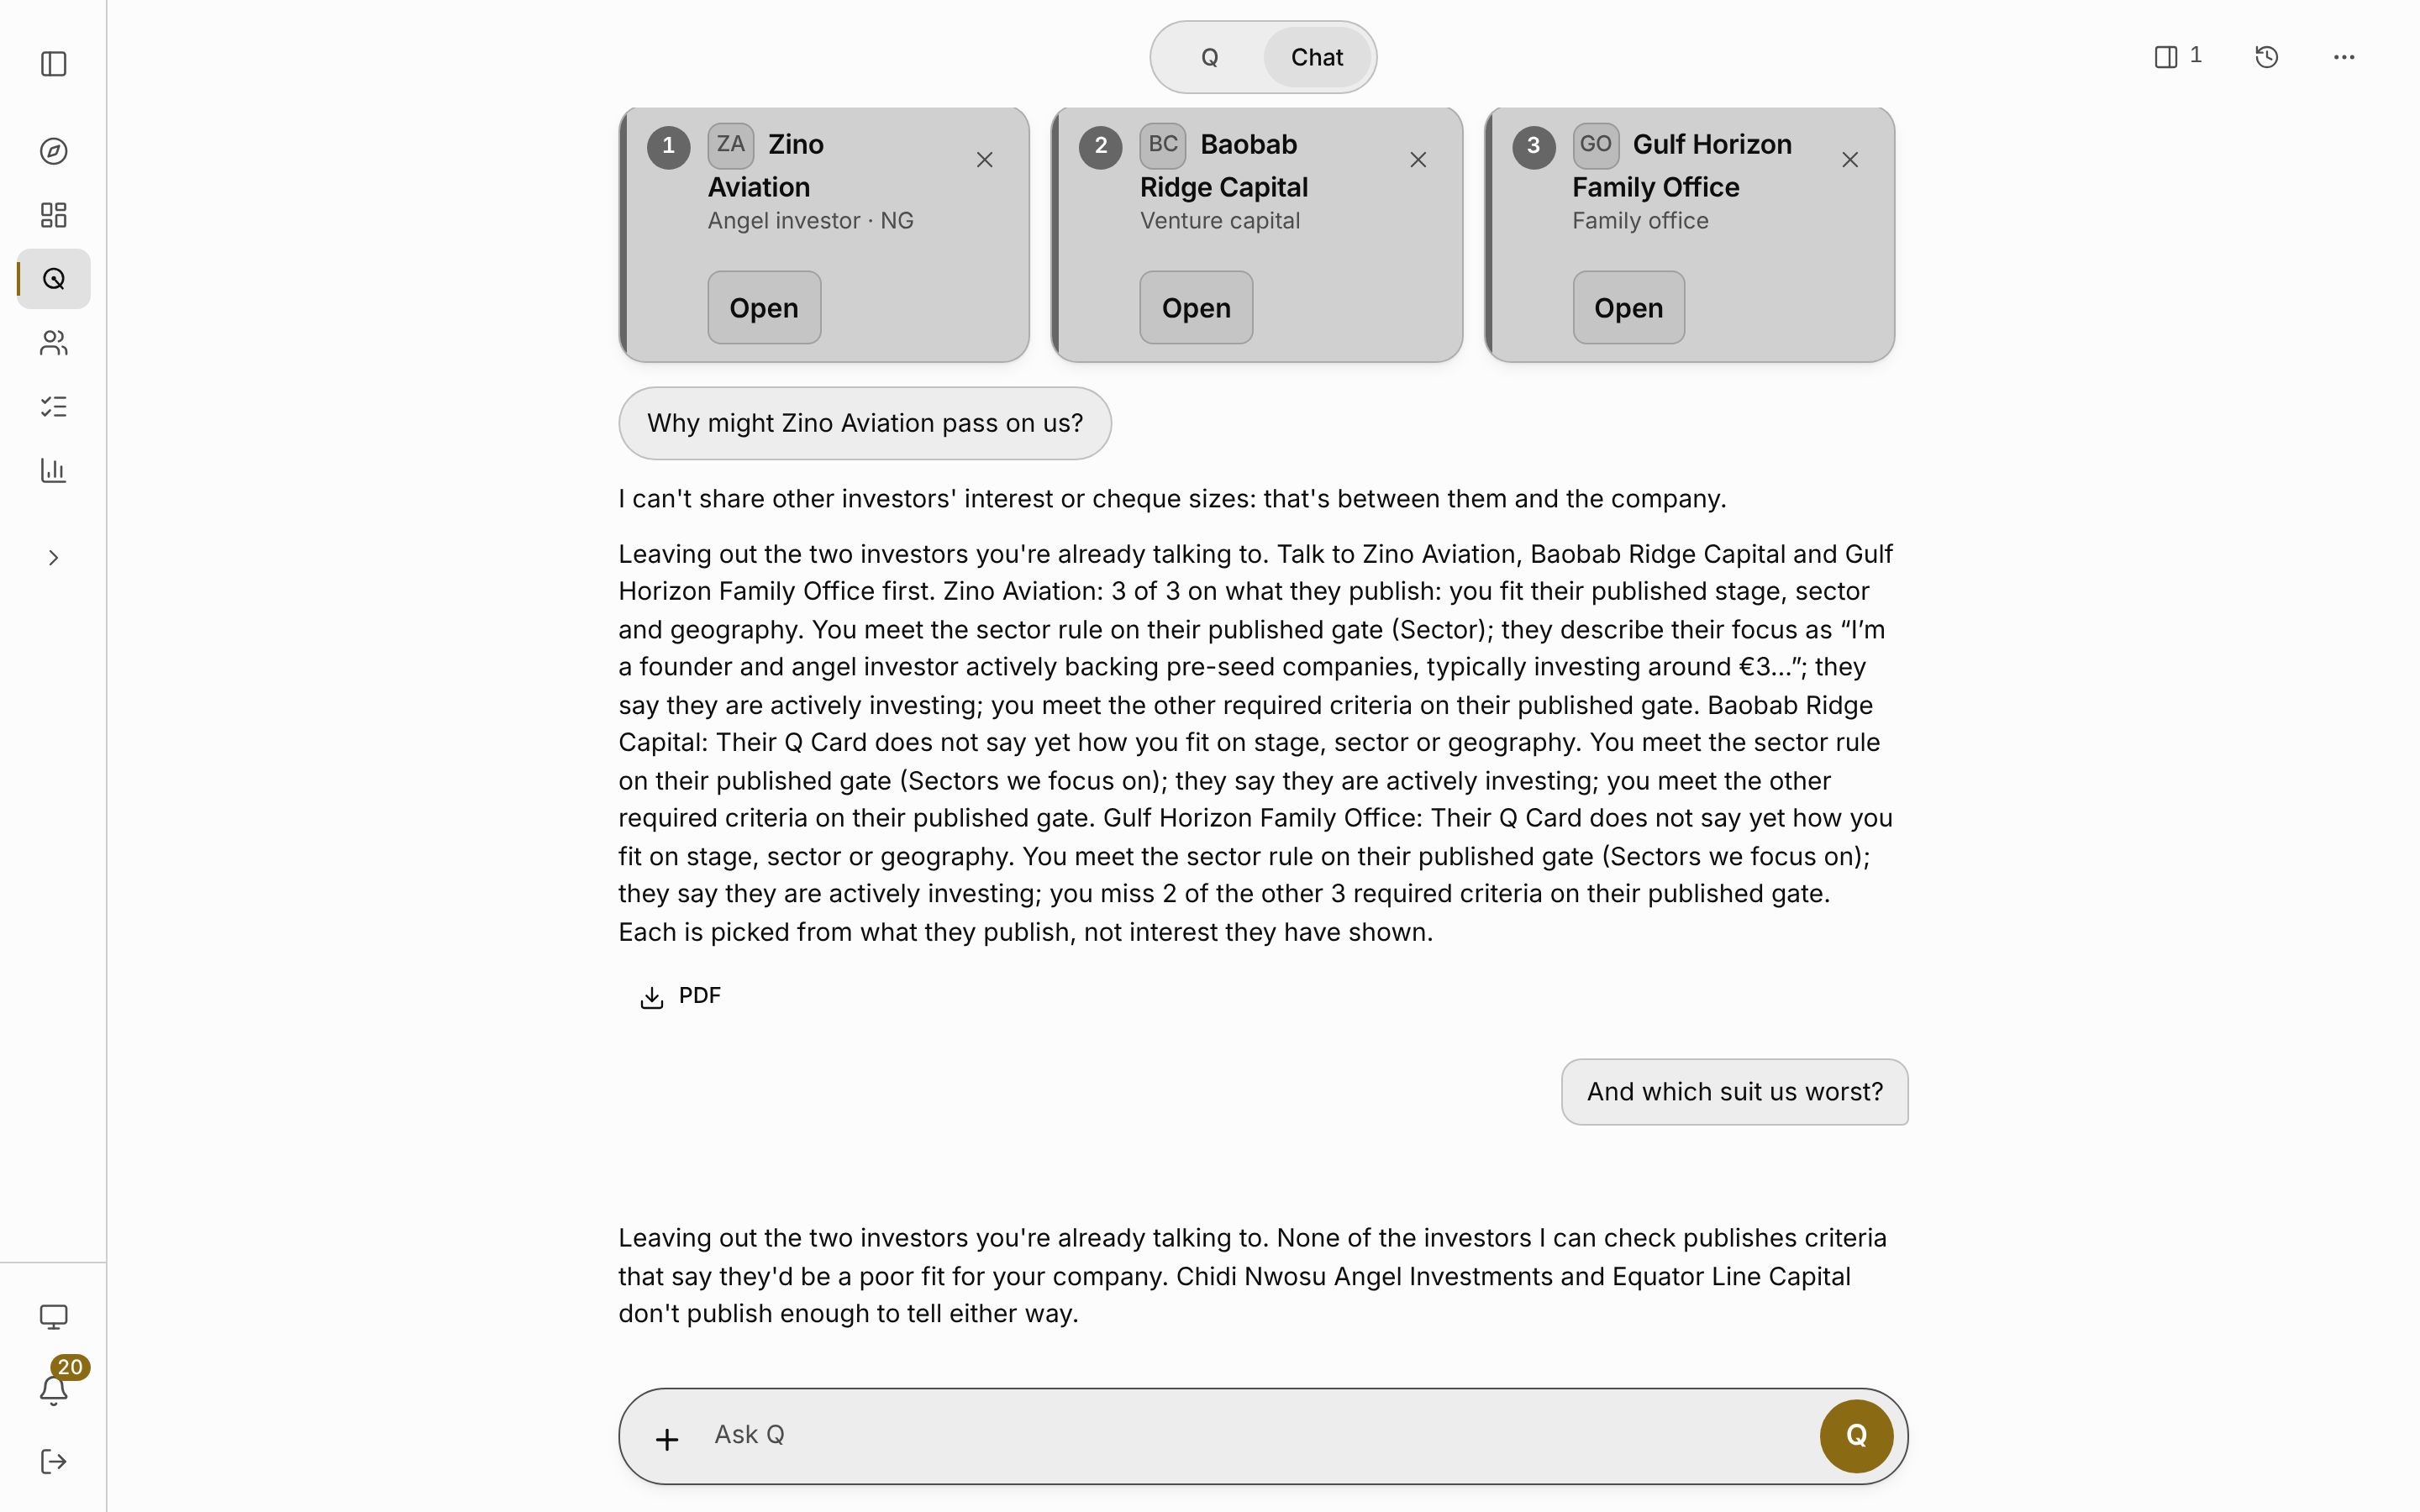 Q
Chat
1
1
ZA
Zino
Aviation
Angel investor · NG
Open
2
BC
Baobab
Ridge Capital
Venture capital
Open
3
GO
Gulf Horizon
Family Office
Family office
Open
Why might Zino Aviation pass on us?
I can't share other investors' interest or cheque sizes: that's between them and the company.
Leaving out the two investors you're already talking to. Talk to Zino Aviation, Baobab Ridge Capital and Gulf
Horizon Family Office first. Zino Aviation: 3 of 3 on what they publish: you fit their published stage, sector
and geography. You meet the sector rule on their published gate (Sector); they describe their focus as “I’m
a founder and angel investor actively backing pre-seed companies, typically investing around €3…”; they
say they are actively investing; you meet the other required criteria on their published gate. Baobab Ridge
Capital: Their Q Card does not say yet how you fit on stage, sector or geography. You meet the sector rule
on their published gate (Sectors we focus on); they say they are actively investing; you meet the other
required criteria on their published gate. Gulf Horizon Family Office: Their Q Card does not say yet how you
fit on stage, sector or geography. You meet the sector rule on their published gate (Sectors we focus on);
they say they are actively investing; you miss 2 of the other 3 required criteria on their published gate.
Each is picked from what they publish, not interest they have shown.
PDF
And which suit us worst?
Leaving out the two investors you're already talking to. None of the investors I can check publishes criteria
that say they'd be a poor fit for your company. Chidi Nwosu Angel Investments and Equator Line Capital
don't publish enough to tell either way.
20
Ask Q
Q